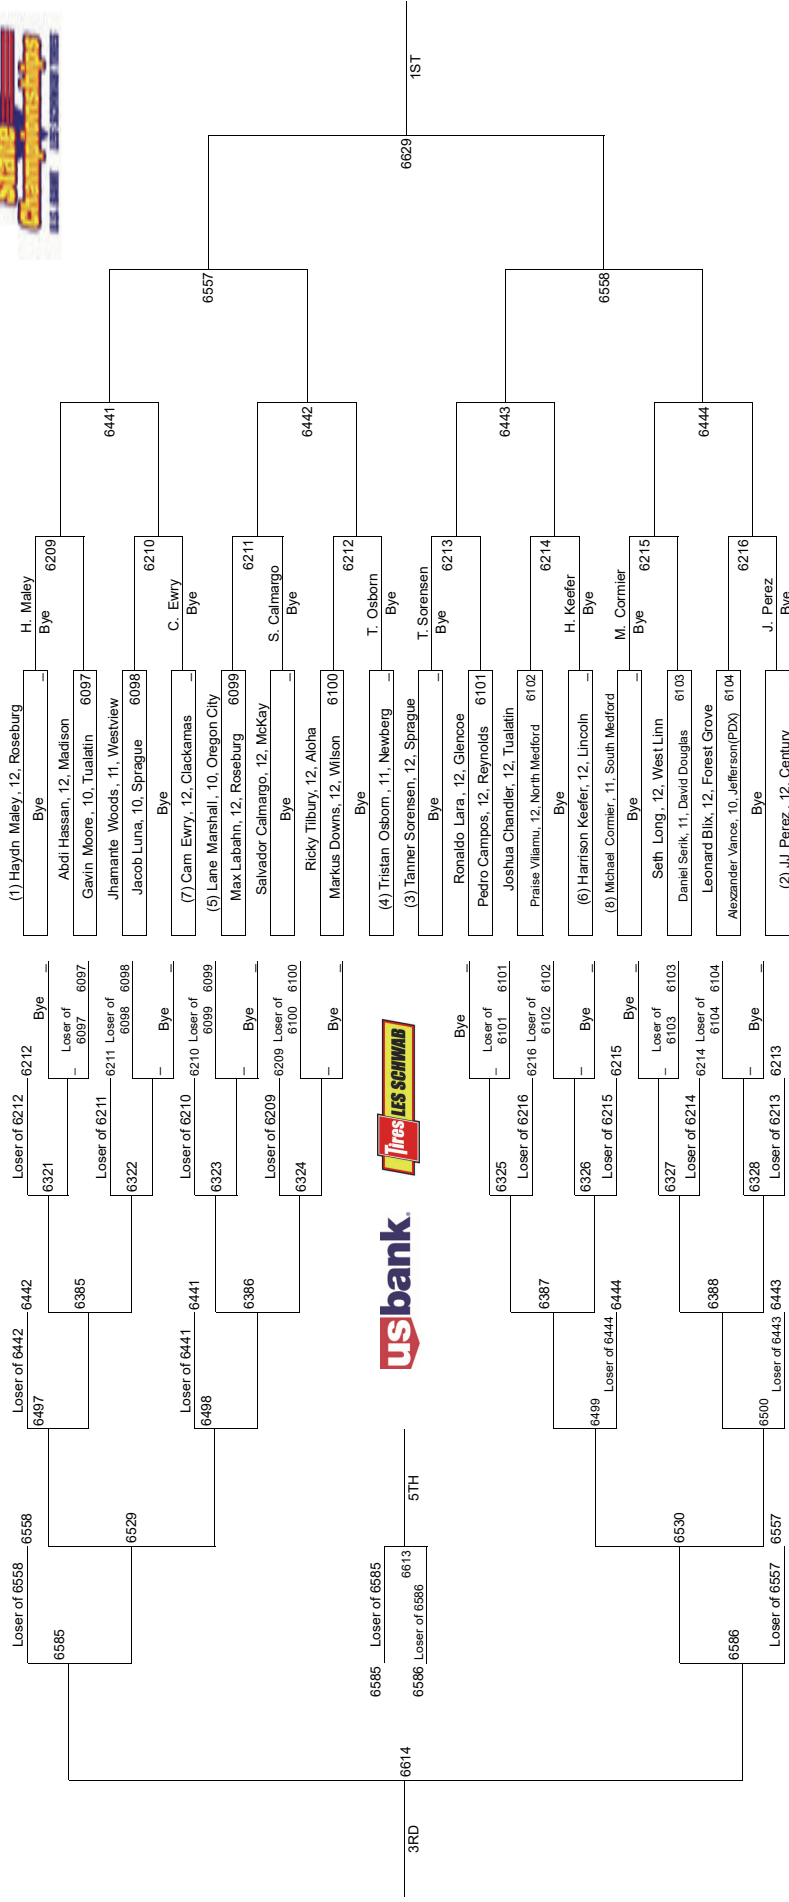 State
Championships
(1) Haydn Maley, 12, Roseburg
Bye
–
H. Maley
Bye
6209
Abdi Hassan, 12, Madison
Gavin Moore, 10, Tualatin
6097
6441
Jhamante Woods, 11, Westview
Jacob Luna, 10, Sprague
6098
6210
Bye
(7) Cam Ewry, 12, Clackamas
–
C. Ewry
Bye
6557
(5) Lane Marshall, 10, Oregon City
Max Labahn, 12, Roseburg
6099
6211
Salvador Calmargo, 12, McKay
Bye
–
S. Calmargo
Bye
6442
Ricky Tilbury, 12, Aloha
Markus Downs, 12, Wilson
6100
6212
Bye
(4) Tristan Osborn, 11, Newberg
–
T. Osborn
Bye
6629
1ST
(3) Tanner Sorensen, 12, Sprague
Bye
–
T. Sorensen
Bye
6213
Ronaldo Lara, 12, Glencoe
Pedro Campos, 12, Reynolds
6101
6443
Joshua Chandler, 12, Tualatin
Praise Villamu, 12, North Medford
6102
6214
Bye
(6) Harrison Keefer, 12, Lincoln
–
H. Keefer
Bye
6558
(8) Michael Cormier, 11, South Medford
Bye
–
M. Cormier
Bye
6215
Seth Long, 12, West Linn
Daniel Serik, 11, David Douglas
6103
6444
Leonard Blix, 12, Forest Grove
Alexzander Vance, 10, Jefferson(PDX)
6104
6216
Bye
(2) JJ Perez, 12, Century
J. Perez
Bye
Loser of 6558
6558
6585
Loser of 6442
6442
6497
Loser of 6212
6212
6321
Bye
–
Loser of
6097
6097
–
6385
Loser of 6211
6211
6322
Loser of
6098
6098
Bye
–
–
6529
Loser of 6441
6441
6498
Loser of 6210
6210
6323
Loser of
6099
6099
Bye
–
–
6386
Loser of 6209
6209
6324
Loser of
6100
6100
Bye
–
–
3RD
6614
6585
Loser of 6585
6586
Loser of 6586
6613
5TH
usbank.
Tires LES SCHWAB
6325
Bye
–
Loser of
6101
6101
–
Loser of 6216
6216
6387
Loser of
6102
6102
6326
Bye
–
–
Loser of 6215
6215
6499
Loser of 6444
6444
6530
6327
Bye
–
Loser of
6103
6103
–
Loser of 6214
6214
6388
Loser of
6104
6104
6328
Bye
–
–
Loser of 6213
6213
6500
Loser of 6443
6443
6586
Loser of 6557
6557